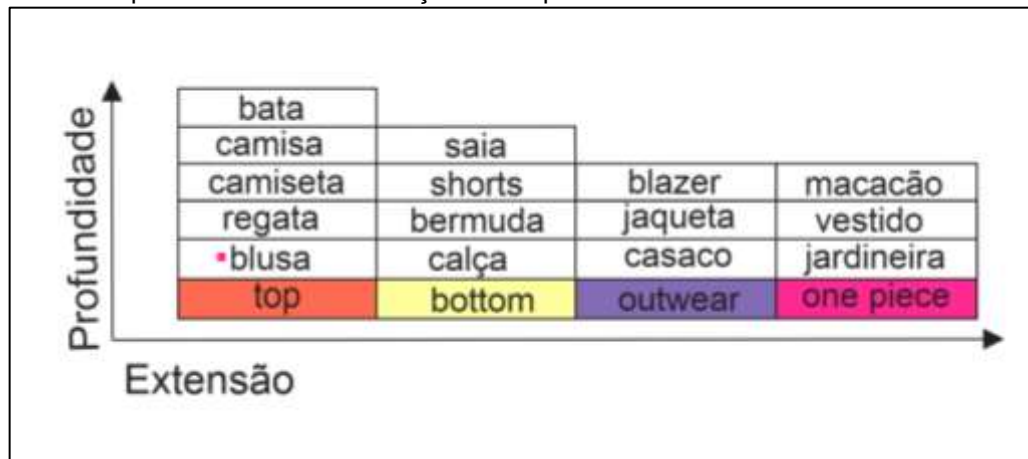 Profundidade
bata
camisa saia
camiseta shorts blazer macacão
regata bermuda jaqueta vestido
blusa calça casaco jardineira
top bottom outwear one piece
Extensão